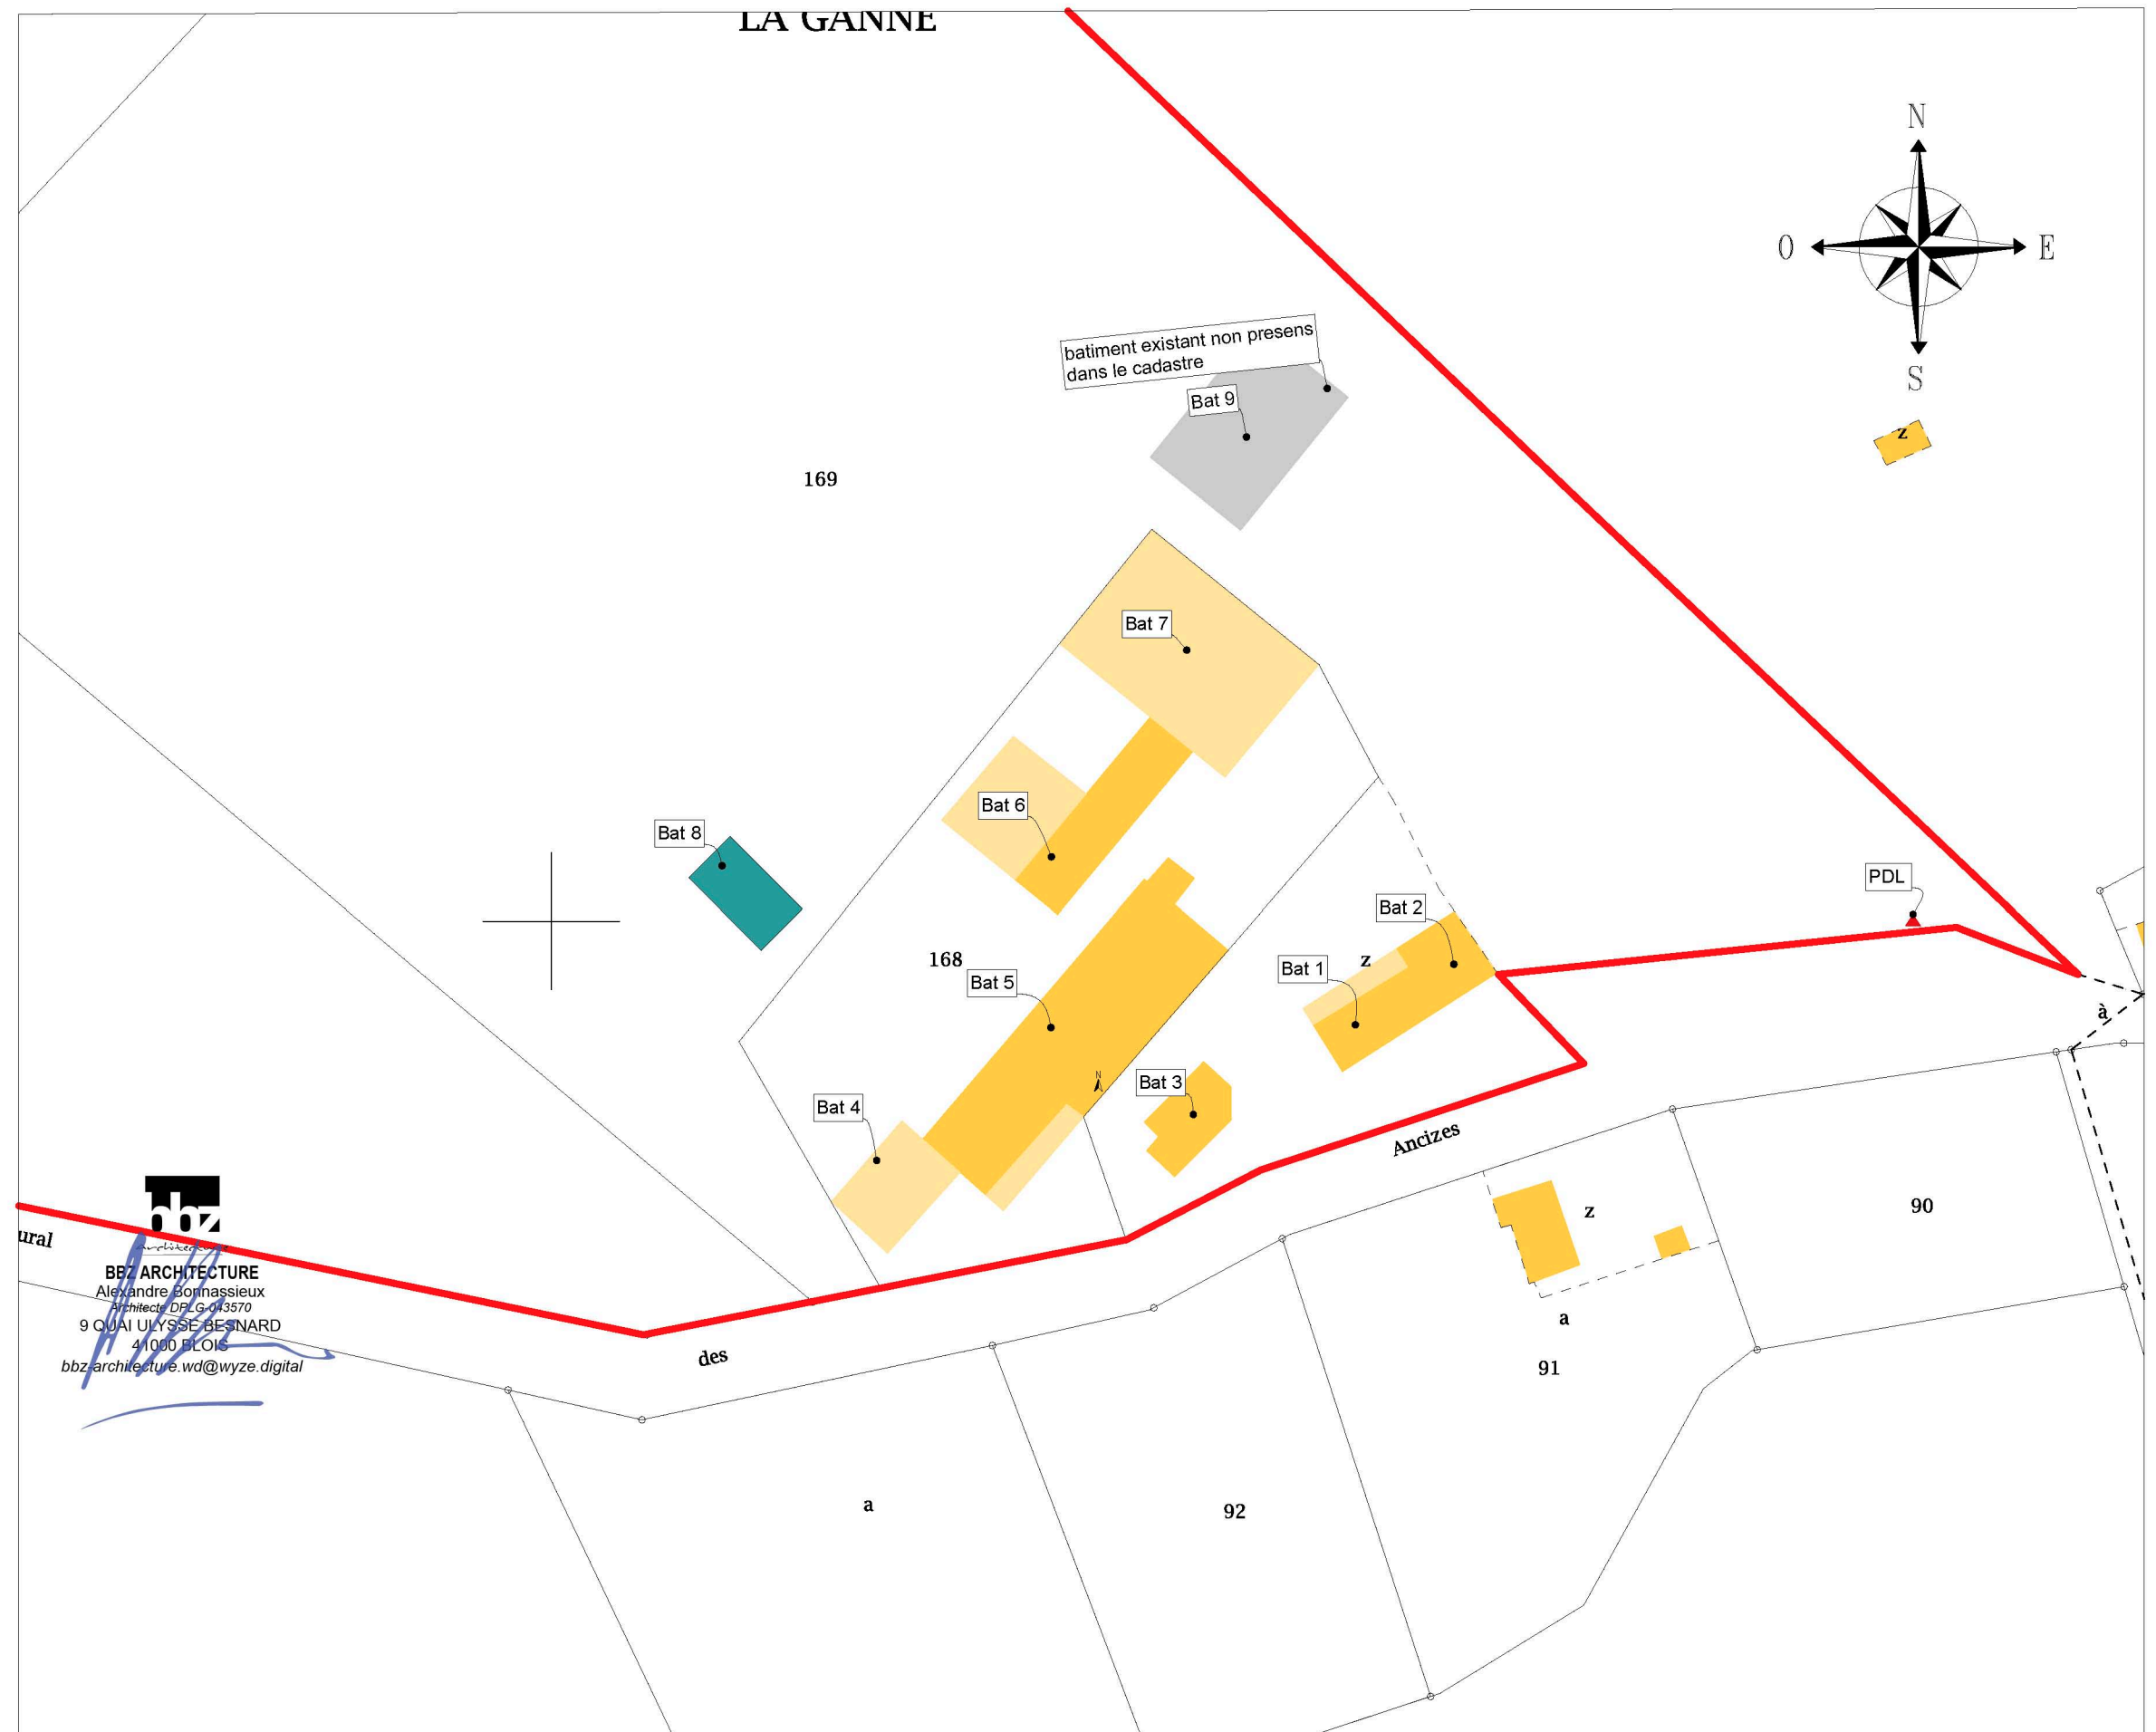 LA GANNE
N
O
E
S
batiment existant non presens
dans le cadastre
Bat 9
z
169
Bat 7
Bat 6
Bat 8
PDL
Bat 2
168
z
Bat 1
Bat 5
à
N
Bat 3
Bat 4
Ancizes
bbz
ural
z
90
BBZ ARCHITECTURE
Alexandre Bonnassieux
Architecte DPLG-043570
9 QUAI ULYSSE BESNARD
41000 BLOIS
bbz-architecture.wd@wyze.digital
a
des
91
a
92